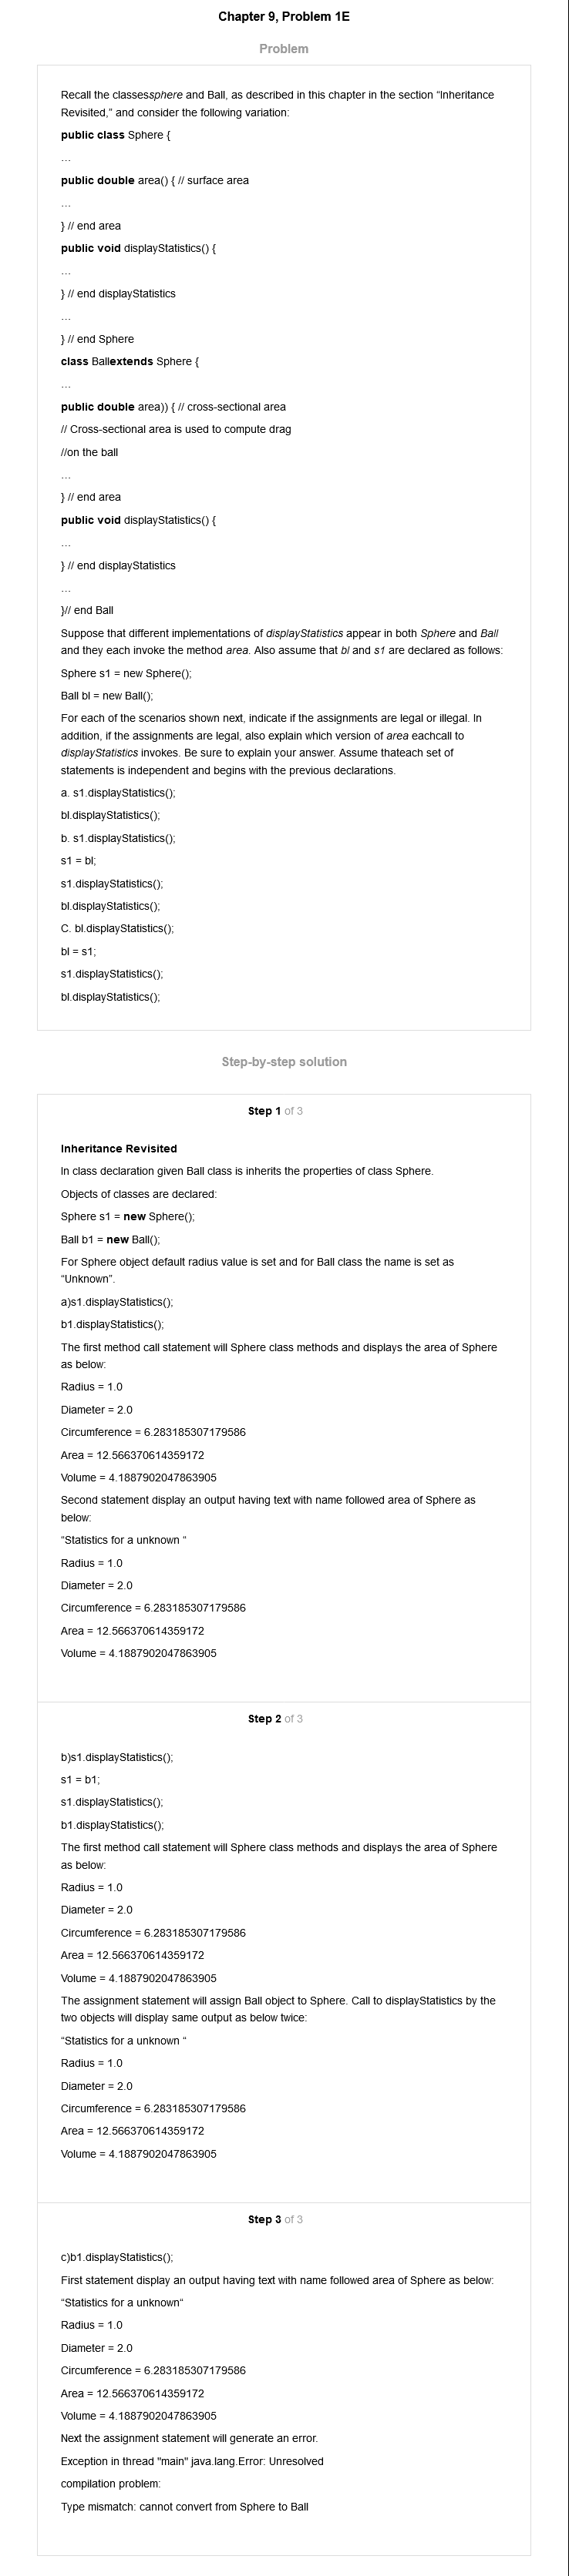 Chapter 9, Problem 1E
Problem
Recall the classessphere and Ball, as described in this chapter in the section “Inheritance
Revisited,” and consider the following variation:
public class Sphere {
...
public double area() { // surface area
...
} // end area
public void displayStatistics() {
...
} // end displayStatistics
...
} // end Sphere
class Ballextends Sphere {
...
public double area)) { // cross-sectional area
// Cross-sectional area is used to compute drag
//on the ball
...
} // end area
public void displayStatistics() {
...
} // end displayStatistics
...
}// end Ball
Suppose that different implementations of displayStatistics appear in both Sphere and Ball
and they each invoke the method area. Also assume that bl and s1 are declared as follows:
Sphere s1 = new Sphere();
Ball bl = new Ball();
For each of the scenarios shown next, indicate if the assignments are legal or illegal. In
addition, if the assignments are legal, also explain which version of area eachcall to
displayStatistics invokes. Be sure to explain your answer. Assume thateach set of
statements is independent and begins with the previous declarations.
a. s1.displayStatistics();
bl.displayStatistics();
b. s1.displayStatistics();
s1 = bl;
s1.displayStatistics();
bl.displayStatistics();
C. bl.displayStatistics();
bl = s1;
s1.displayStatistics();
bl.displayStatistics();
Step-by-step solution
Step 1 of 3
Inheritance Revisited
In class declaration given Ball class is inherits the properties of class Sphere.
Objects of classes are declared:
Sphere s1 = new Sphere();
Ball b1 = new Ball();
For Sphere object default radius value is set and for Ball class the name is set as
“Unknown”.
a)s1.displayStatistics();
b1.displayStatistics();
The first method call statement will Sphere class methods and displays the area of Sphere
as below:
Radius = 1.0
Diameter = 2.0
Circumference = 6.283185307179586
Area = 12.566370614359172
Volume = 4.1887902047863905
Second statement display an output having text with name followed area of Sphere as
below:
“Statistics for a unknown “
Radius = 1.0
Diameter = 2.0
Circumference = 6.283185307179586
Area = 12.566370614359172
Volume = 4.1887902047863905
Step 2 of 3
b)s1.displayStatistics();
s1 = b1;
s1.displayStatistics();
b1.displayStatistics();
The first method call statement will Sphere class methods and displays the area of Sphere
as below:
Radius = 1.0
Diameter = 2.0
Circumference = 6.283185307179586
Area = 12.566370614359172
Volume = 4.1887902047863905
The assignment statement will assign Ball object to Sphere. Call to displayStatistics by the
two objects will display same output as below twice:
“Statistics for a unknown “
Radius = 1.0
Diameter = 2.0
Circumference = 6.283185307179586
Area = 12.566370614359172
Volume = 4.1887902047863905
Step 3 of 3
c)b1.displayStatistics();
First statement display an output having text with name followed area of Sphere as below:
“Statistics for a unknown“
Radius = 1.0
Diameter = 2.0
Circumference = 6.283185307179586
Area = 12.566370614359172
Volume = 4.1887902047863905
Next the assignment statement will generate an error.
Exception in thread "main" java.lang.Error: Unresolved
compilation problem:
Type mismatch: cannot convert from Sphere to Ball